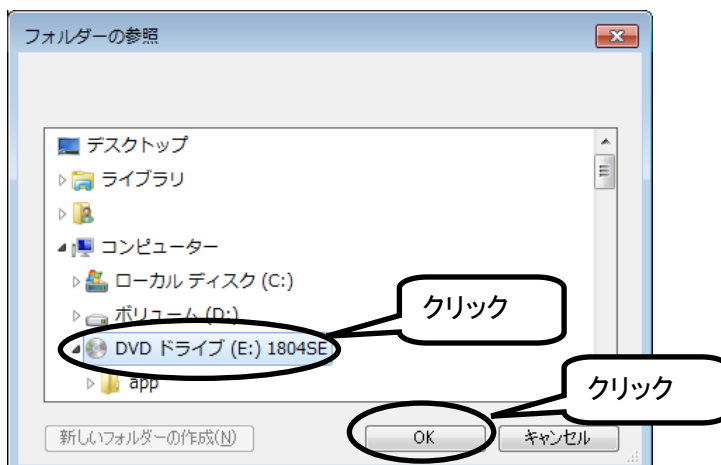 フォルダーの参照
デスクトップ
ライブラリ
コンピューター
ローカル ディスク (C:)
ボリューム (D:)
クリック
DVD ドライブ (E:) 1804SE
app
クリック
新しいフォルダーの作成(N)
OK
キャンセル